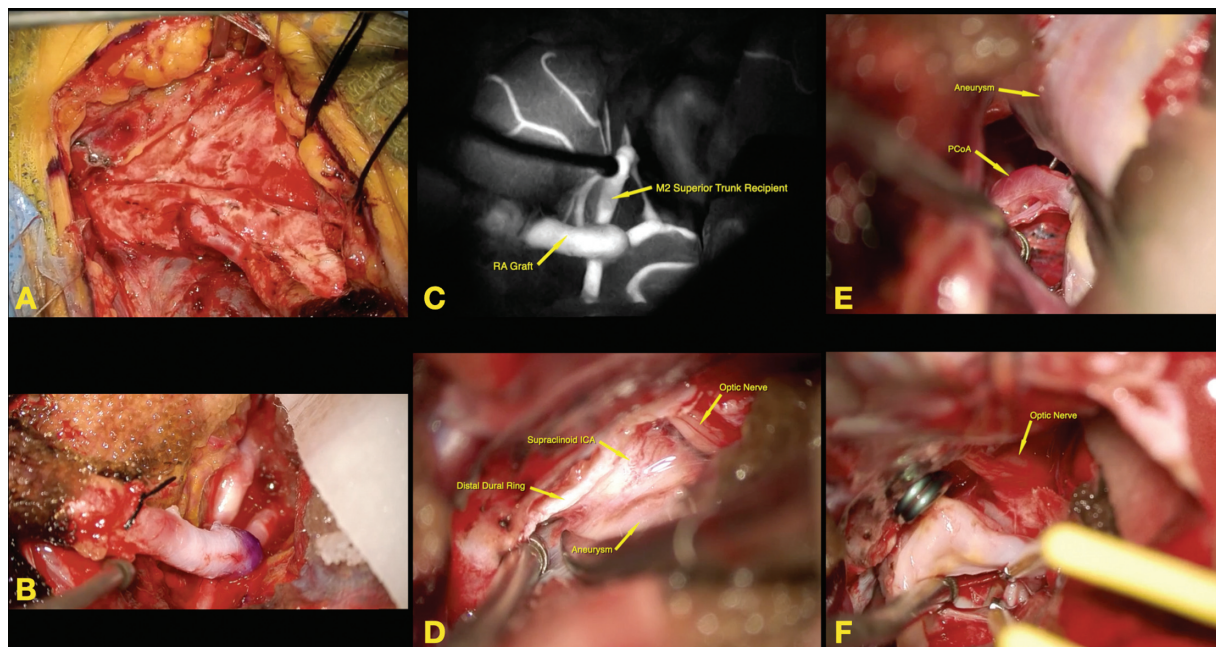 A
B
C
M2 Superior Trunk Recipient
RA Graft
D
Optic Nerve
Supraclinoid ICA
Distal Dural Ring
Aneurysm
E
Aneurysm
PCoA
F
Optic Nerve